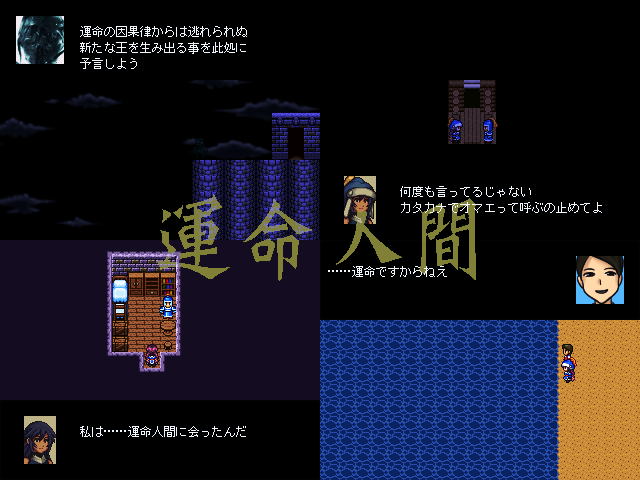 運命の因果律からは逃れられぬ
新たな王を生み出る事を此処に
予言しよう
何度も言ってるじゃない
カタカナでオマエって呼ぶの止めてよ
運命人間
……運命ですからねえ
私は……運命人間に会ったんだ